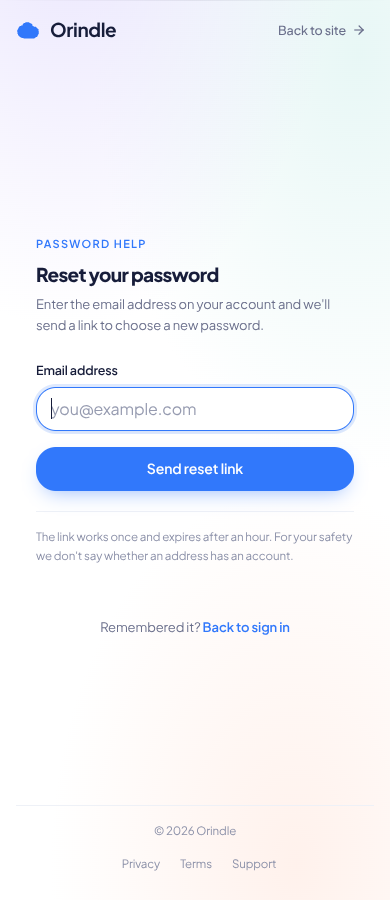 Orindle
Back to site
PASSWORD HELP
Reset your password
Enter the email address on your account and we'll
send a link to choose a new password.
Email address
you@example.com
Send reset link
The link works once and expires after an hour. For your safety
we don't say whether an address has an account.
Remembered it? Back to sign in
© 2026 Orindle
Privacy Terms Support